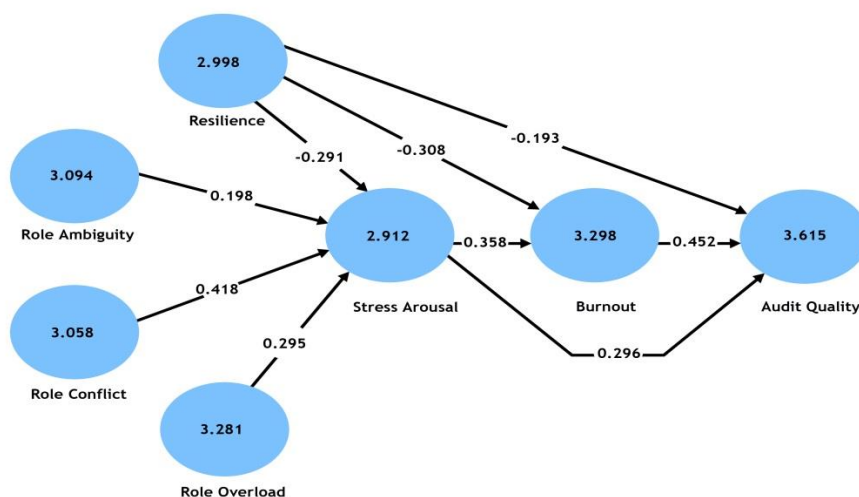 2.998
Resilience
-0.193
-0.308
-0.291
3.094
0.198
Role Ambiguity
2.912
0.358
3.298
0.452
3.615
0.418
Stress Arousal
Burnout
Audit Quality
3.058
0.295
0.296
Role Conflict
3.281
Role Overload